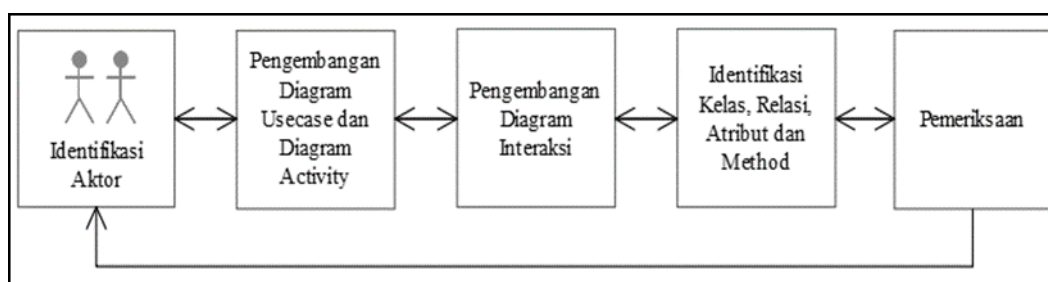 Identifikasi
Aktor
Pengembangan
Diagram
Usecase dan
Diagram
Activity
Pengembangan
Diagram
Interaksi
Identifikasi
Kelas, Relasi,
Atribut dan
Method
Pemeriksaan